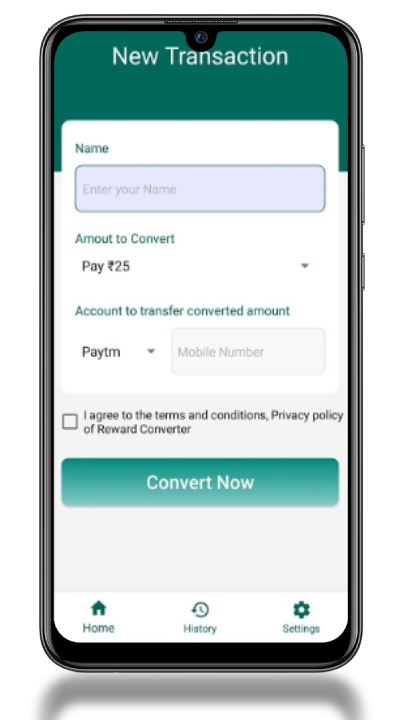 New Transaction
Name
Enter your Name
Amout to Convert
Pay ₹25
Account to transfer converted amount
Paytm
Mobile Number
I agree to the terms and conditions, Privacy policy
of Reward Converter
Convert Now
Home
History
Settings